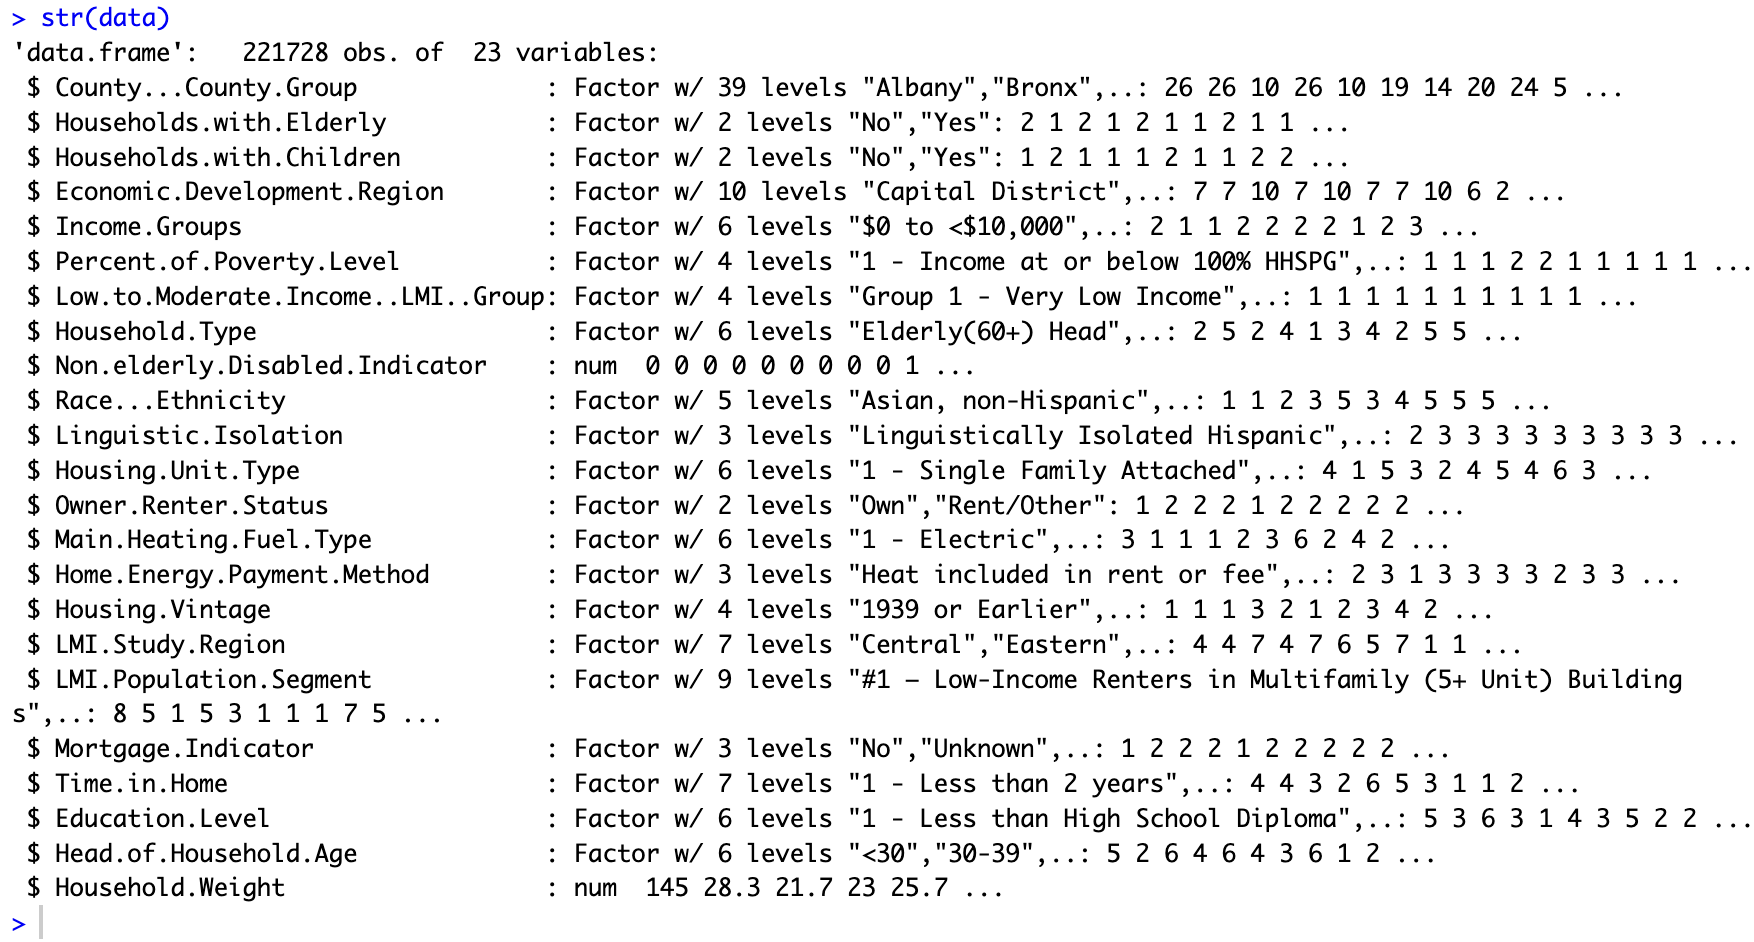 > str(data)
'data.frame':   221728 obs. of  23 variables:
 $ County...County.Group             : Factor w/ 39 levels "Albany","Bronx",..: 26 26 10 26 10 19 14 20 24 5 ...
 $ Households.with.Elderly           : Factor w/ 2 levels "No","Yes": 2 1 2 1 2 1 1 2 1 1 ...
 $ Households.with.Children          : Factor w/ 2 levels "No","Yes": 1 2 1 1 1 2 1 1 2 2 ...
 $ Economic.Development.Region       : Factor w/ 10 levels "Capital District",..: 7 7 10 7 10 7 7 10 6 2 ...
 $ Income.Groups                     : Factor w/ 6 levels "$0 to <$10,000",..: 2 1 1 2 2 2 2 1 2 3 ...
 $ Percent.of.Poverty.Level          : Factor w/ 4 levels "1 - Income at or below 100% HHSPG",..: 1 1 1 2 2 1 1 1 1 1 ...
 $ Low.to.Moderate.Income..LMI..Group: Factor w/ 4 levels "Group 1 - Very Low Income",..: 1 1 1 1 1 1 1 1 1 1 ...
 $ Household.Type                    : Factor w/ 6 levels "Elderly(60+) Head",..: 2 5 2 4 1 3 4 2 5 5 ...
 $ Non.elderly.Disabled.Indicator    : num  0 0 0 0 0 0 0 0 0 1 ...
 $ Race...Ethnicity                  : Factor w/ 5 levels "Asian, non-Hispanic",..: 1 1 2 3 5 3 4 5 5 5 ...
 $ Linguistic.Isolation              : Factor w/ 3 levels "Linguistically Isolated Hispanic",..: 2 3 3 3 3 3 3 3 3 3 ...
 $ Housing.Unit.Type                 : Factor w/ 6 levels "1 - Single Family Attached",..: 4 1 5 3 2 4 5 4 6 3 ...
 $ Owner.Renter.Status               : Factor w/ 2 levels "Own","Rent/Other": 1 2 2 2 1 2 2 2 2 2 ...
 $ Main.Heating.Fuel.Type            : Factor w/ 6 levels "1 - Electric",..: 3 1 1 1 2 3 6 2 4 2 ...
 $ Home.Energy.Payment.Method        : Factor w/ 3 levels "Heat included in rent or fee",..: 2 3 1 3 3 3 3 2 3 3 ...
 $ Housing.Vintage                   : Factor w/ 4 levels "1939 or Earlier",..: 1 1 1 3 2 1 2 3 4 2 ...
 $ LMI.Study.Region                  : Factor w/ 7 levels "Central","Eastern",..: 4 4 7 4 7 6 5 7 1 1 ...
 $ LMI.Population.Segment            : Factor w/ 9 levels "#1 – Low-Income Renters in Multifamily (5+ Unit) Building
s",..: 8 5 1 5 3 1 1 1 7 5 ...
 $ Mortgage.Indicator                : Factor w/ 3 levels "No","Unknown",..: 1 2 2 2 1 2 2 2 2 2 ...
 $ Time.in.Home                      : Factor w/ 7 levels "1 - Less than 2 years",..: 4 4 3 2 6 5 3 1 1 2 ...
 $ Education.Level                   : Factor w/ 6 levels "1 - Less than High School Diploma",..: 5 3 6 3 1 4 3 5 2 2 ...
 $ Head.of.Household.Age             : Factor w/ 6 levels "<30","30-39",..: 5 2 6 4 6 4 3 6 1 2 ...
 $ Household.Weight                  : num  145 28.3 21.7 23 25.7 ...
>